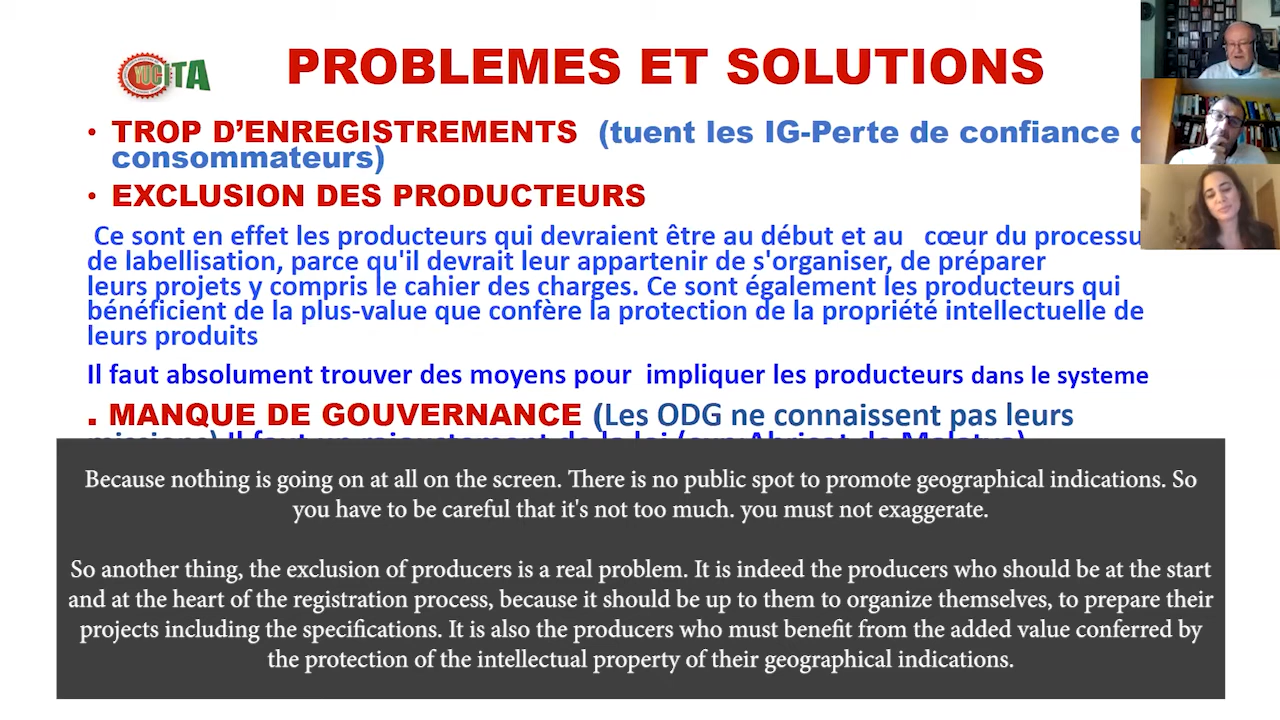 YUCITA
PROBLEMES ET SOLUTIONS
• TROP D'ENREGISTREMENTS (tuent les IG-Perte de confiance
consommateurs)
• EXCLUSION DES PRODUCTEURS
Ce sont en effet les producteurs qui devraient être au début et au cœur du processu
de labellisation, parce qu'il devrait leur appartenir de s'organiser, de préparer
leurs projets y compris le cahier des charges. Ce sont également les producteurs qui
bénéficient de la plus-value que confère la protection de la propriété intellectuelle de
leurs produits
Il faut absolument trouver des moyens pour impliquer les producteurs dans le systeme
. MANQUE DE GOUVERNANCE (Les ODG ne connaissent pas leurs
Because nothing is going on at all on the screen. There is no public spot to promote geographical indications. So
you have to be careful that it's not too much. you must not exaggerate.
So another thing, the exclusion of producers is a real problem. It is indeed the producers who should be at the start
and at the heart of the registration process, because it should be up to them to organize themselves, to prepare their
projects including the specifications. It is also the producers who must benefit from the added value conferred by
the protection of the intellectual property of their geographical indications.